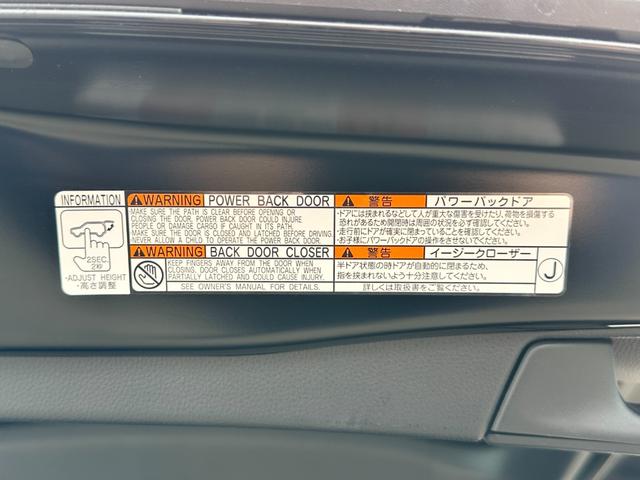 INFORMATION
2SEC.
2秒
・ADJUST HEIGHT
・高さ調整
WARNING POWER BACK DOOR
MAKE SURE THE PATH IS CLEAR BEFORE OPENING OR
CLOSING THE DOOR. POWER BACK DOOR COULD INJURE
PEOPLE OR DAMAGE CARGO IF CAUGHT IN ITS PATH.
MAKE SURE DOOR IS CLOSED AND LATCHED BEFORE DRIVING.
NEVER ALLOW A CHILD TO OPERATE THE POWER BACK DOOR.
WARNING BACK DOOR CLOSER
KEEP FINGERS AWAY FROM THE DOOR WHEN
CLOSING. DOOR CLOSES AUTOMATICALLY WHEN
PARTIALLY LATCHED AND COULD CAUSE INJURY.
SEE OWNER'S MANUAL FOR DETAILS.
警告 パワーバックドア
・ドアには挟まれるなどして人が重大な傷害を受けたり、荷物を損傷する
恐れがあるため開閉時は周囲の状況を必ず確認してください。
・走行前にドアが確実に閉まっていることを確認してください。
・お子様にパワーバックドアの操作をさせないでください。
警告 イージークローザー
半ドア状態の時ドアが自動的に閉まるため、
指を挟まれないよう十分注意してください。
詳しくは取扱書をご覧ください。
J